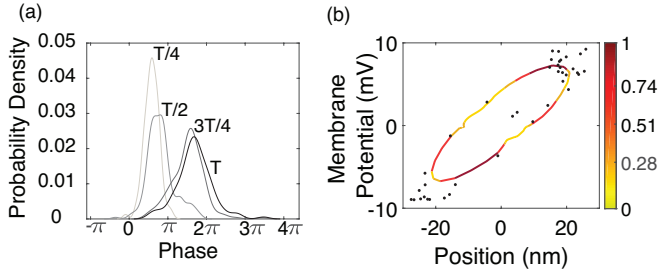 (a)
(b)
Probability Density
0.05
0.04
0.03
0.02
0.01
0
T/4
T/2
3T/4
T
-π
0
π
2π
3π
4π
Phase
Membrane
Potential (mV)
10
0
-10
-20
0
20
Position (nm)
1
0.74
0.51
0.28
0